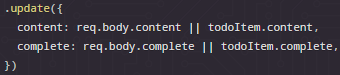 .update({
  content: req.body.content || todoItem.content,
  complete: req.body.complete || todoItem.complete,
})